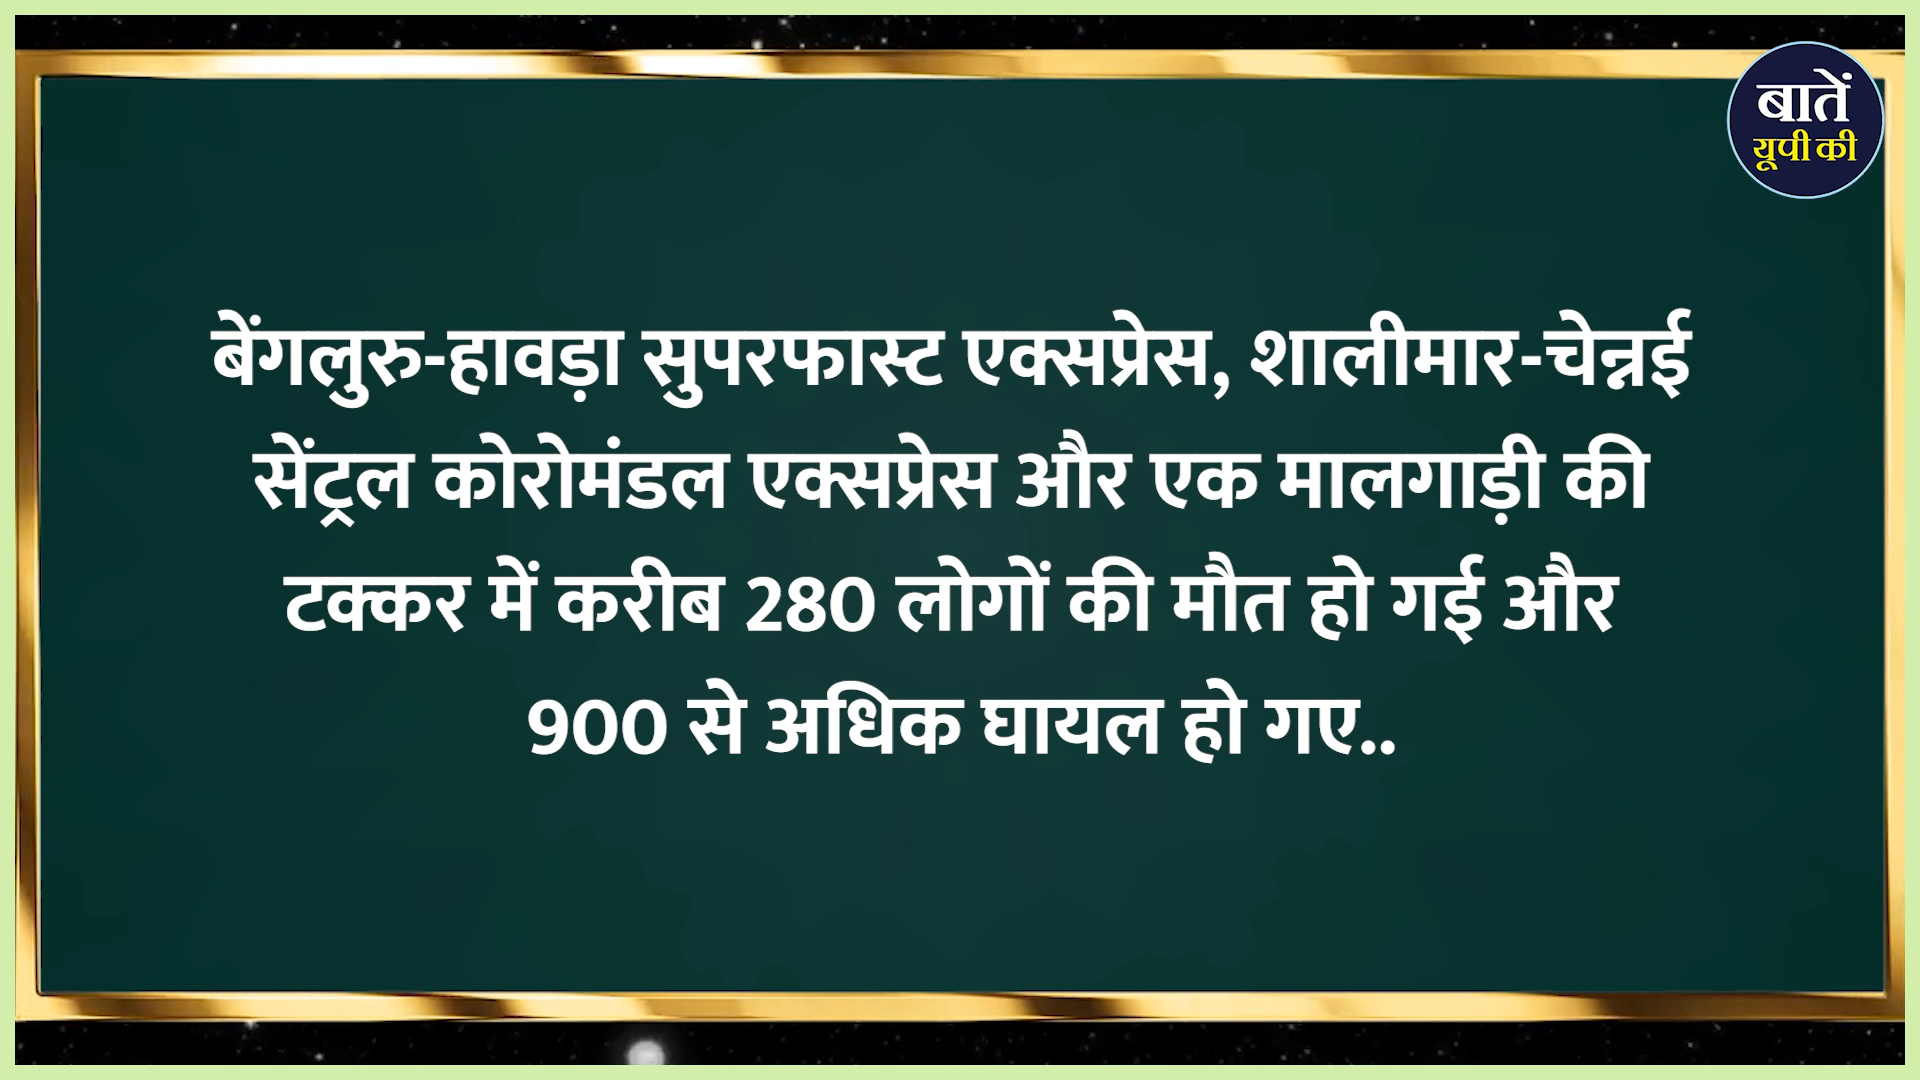 बातें
यूपी की
बेंगलुरु-हावड़ा सुपरफास्ट एक्सप्रेस, शालीमार-चेन्नई
सेंट्रल कोरोमंडल एक्सप्रेस और एक मालगाड़ी की
टक्कर में करीब 280 लोगों की मौत हो गई और
900 से अधिक घायल हो गए..